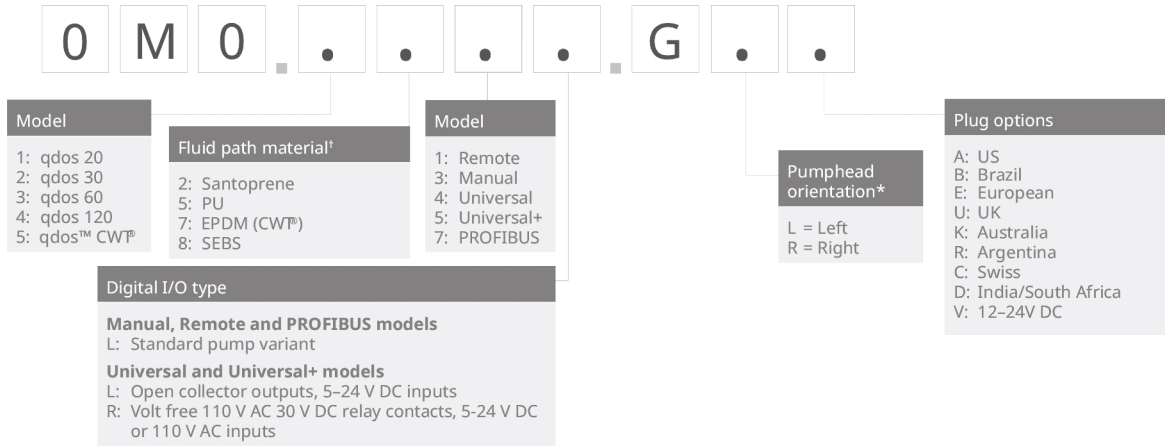 0 M 0 . . . . . . G . .
Model
1: qdos 20
2: qdos 30
3: qdos 60
4: qdos 120
5: qdos™ CWT®
Fluid path material†
2: Santoprene
5: PU
7: EPDM (CWT®)
8: SEBS
Model
1: Remote
3: Manual
4: Universal
5: Universal+
7: PROFIBUS
Digital I/O type
Manual, Remote and PROFIBUS models
L: Standard pump variant
Universal and Universal+ models
L: Open collector outputs, 5–24 V DC inputs
R: Volt free 110 V AC 30 V DC relay contacts, 5-24 V DC
or 110 V AC inputs
Pumphead
orientation*
L = Left
R = Right
Plug options
A: US
B: Brazil
E: European
U: UK
K: Australia
R: Argentina
C: Swiss
D: India/South Africa
V: 12–24V DC